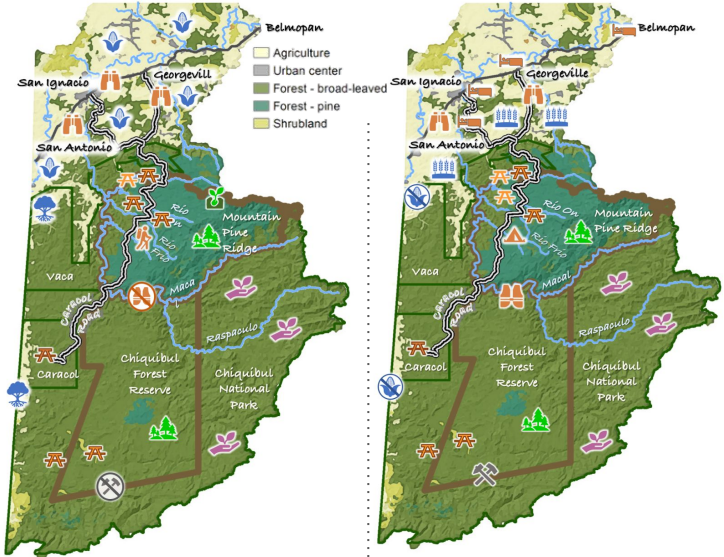 Belmopan
Agriculture
Urban center
Forest - broad-leaved
Forest - pine
Shrubland
San Ignacio
Georgevill
San Antonio
Rio
On
Rio
Frio
Mountain
Pine
Ridge
Vaca
Macal
Caracol
Road
Raspaculo
Caracol
Chiquibul
Forest
Reserve
Chiquibul
National
Park
Belmopan
San Ignacio
Georgeville
San Antonio
Rio On
Mountain
Pine Ridge
Rio Frio
Vaca
Macal
Caracol
Road
Raspaculo
Caracol
Chiquibul
Forest
Reserve
Chiquibul
National
Park